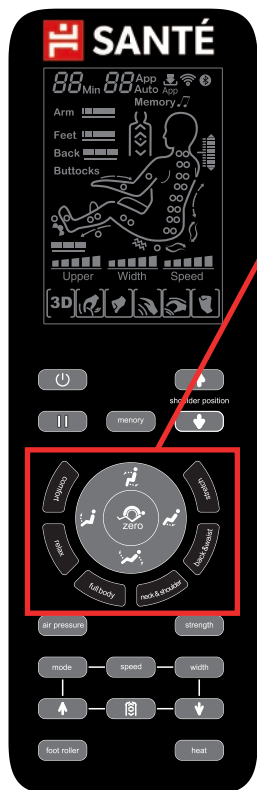 SANTÉ
88 Min 88 App
Auto App
Memory
Arm
Feet
Back
Buttocks
Upper Width Speed
3D
shoulder position
menory
comfort
stretch
zero
relax
back&waist
full body
neck & shoulder
air pressure
strength
mode
speed
width
foot roller
heat